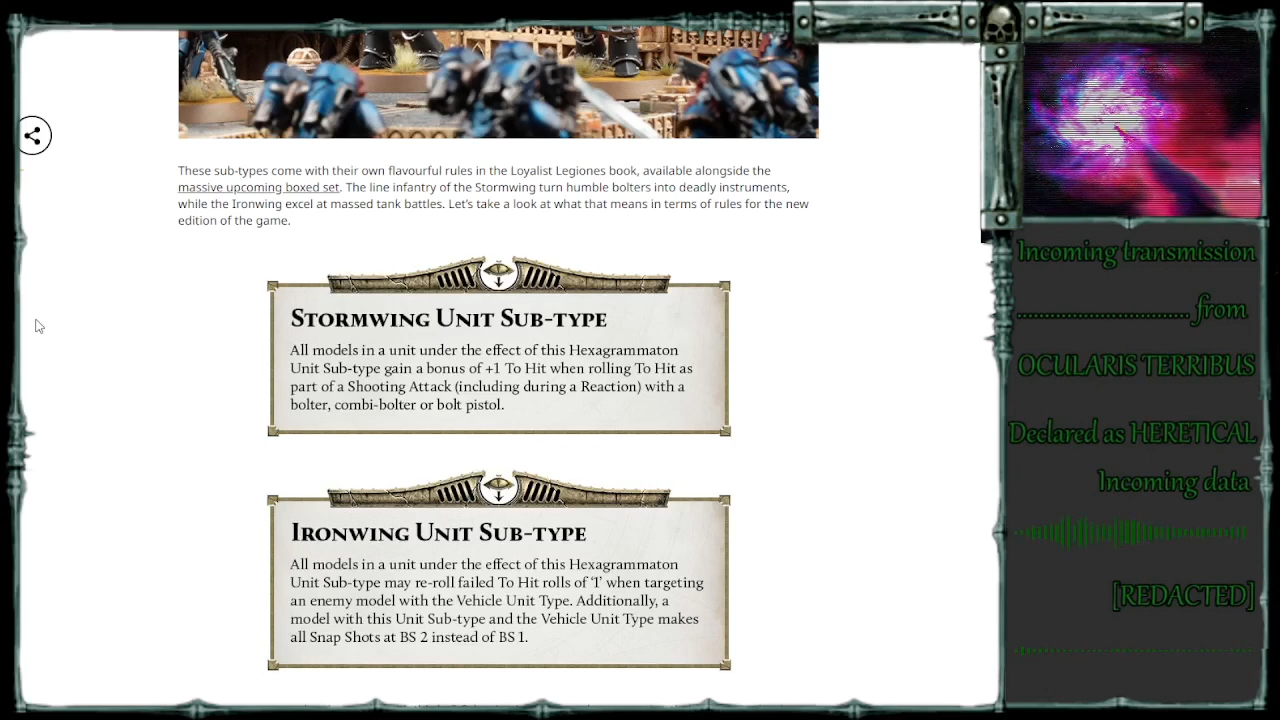 These sub-types come with their own flavourful rules in the Loyalist Legiones book, available alongside the
massive upcoming boxed set. The line infantry of the Stormwing turn humble bolters into deadly instruments,
while the Ironwing excel at massed tank battles. Let's take a look at what that means in terms of rules for the new
edition of the game.
Stormwing Unit Sub-type
All models in a unit under the effect of this Hexagrammaton
Unit Sub-type gain a bonus of +1 To Hit when rolling To Hit as
part of a Shooting Attack (including during a Reaction) with a
bolter, combi-bolter or bolt pistol.
Ironwing Unit Sub-type
All models in a unit under the effect of this Hexagrammaton
Unit Sub-type may re-roll failed To Hit rolls of '1' when targeting
an enemy model with the Vehicle Unit Type. Additionally, a
model with this Unit Sub-type and the Vehicle Unit Type makes
all Snap Shots at BS 2 instead of BS 1.
Incoming transmission
.............................. from
OCULARIS TERRIBUS
Declared as HERETICAL
Incoming data
[REDACTED]